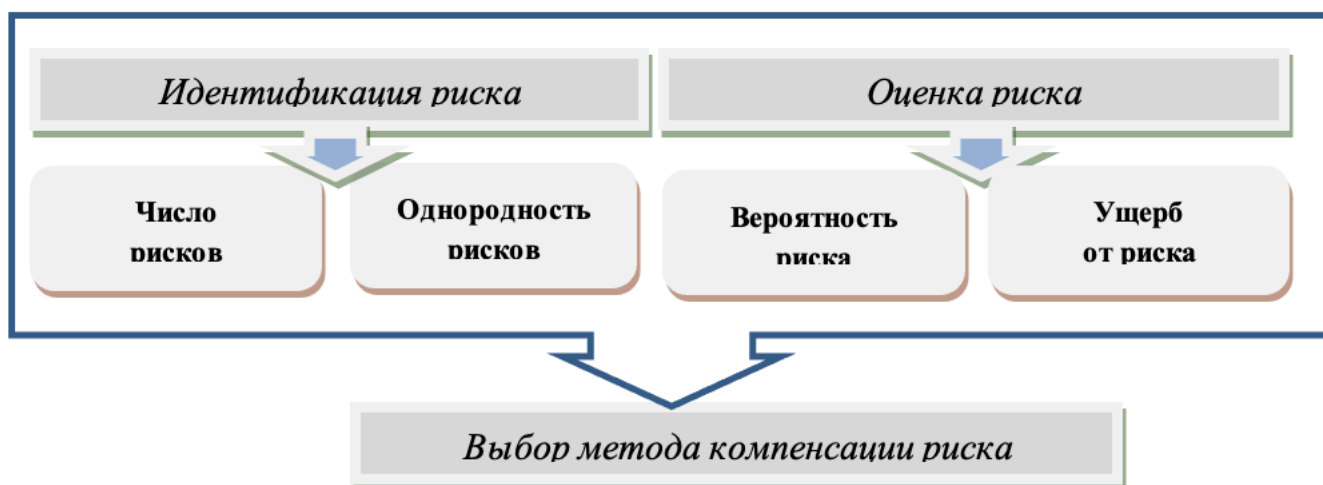 Идентификация риска
Оценка риска
Число
рисков
Однородность
рисков
Вероятность
риска
Ущерб
от риска
Выбор метода компенсации риска